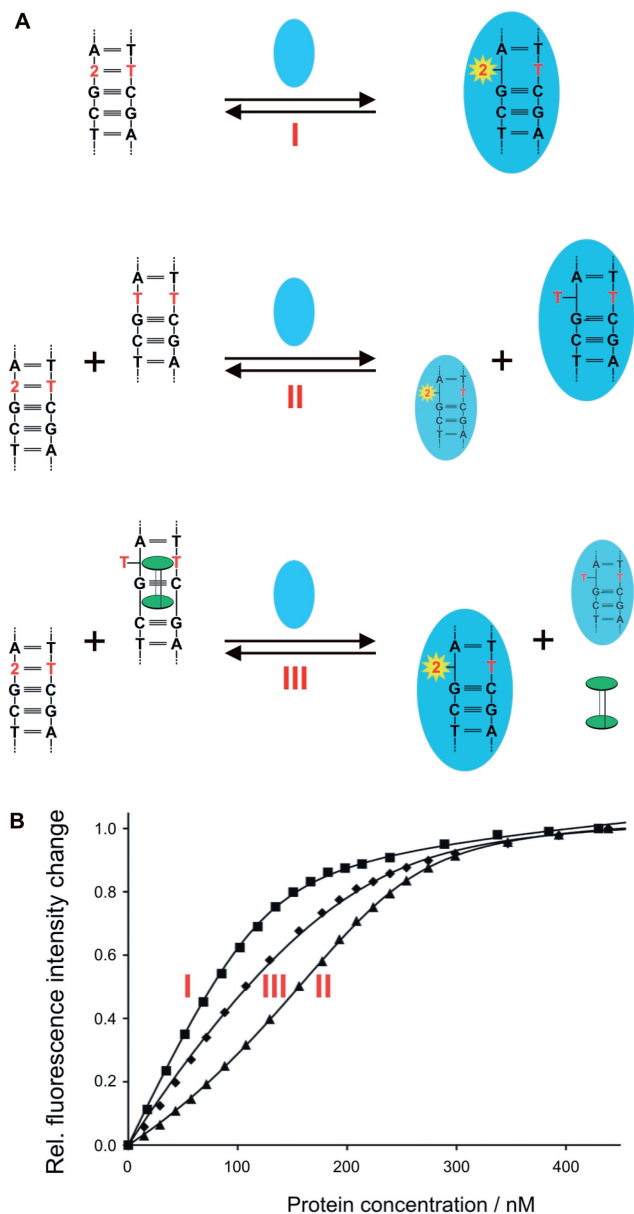 A
A T
2 T
G C
C G
T A
I
A T
2 T
G C
C G
T A
A T
T T
G C
C G
T A
+
A T
2 T
G C
C G
T A
II
A T
2 T
G C
C G
T A
+
A T
T T
G C
C G
T A
A T
2 T
G C
C G
T A
+
A T
T T
G C
C G
T A
III
A T
2 T
G C
C G
T A
+
A T
T T
G C
C G
T A
B
Rel. fluorescence intensity change
1.0
0.8
0.6
0.4
0.2
0.0
I III II
0 100 200 300 400
Protein concentration / nM